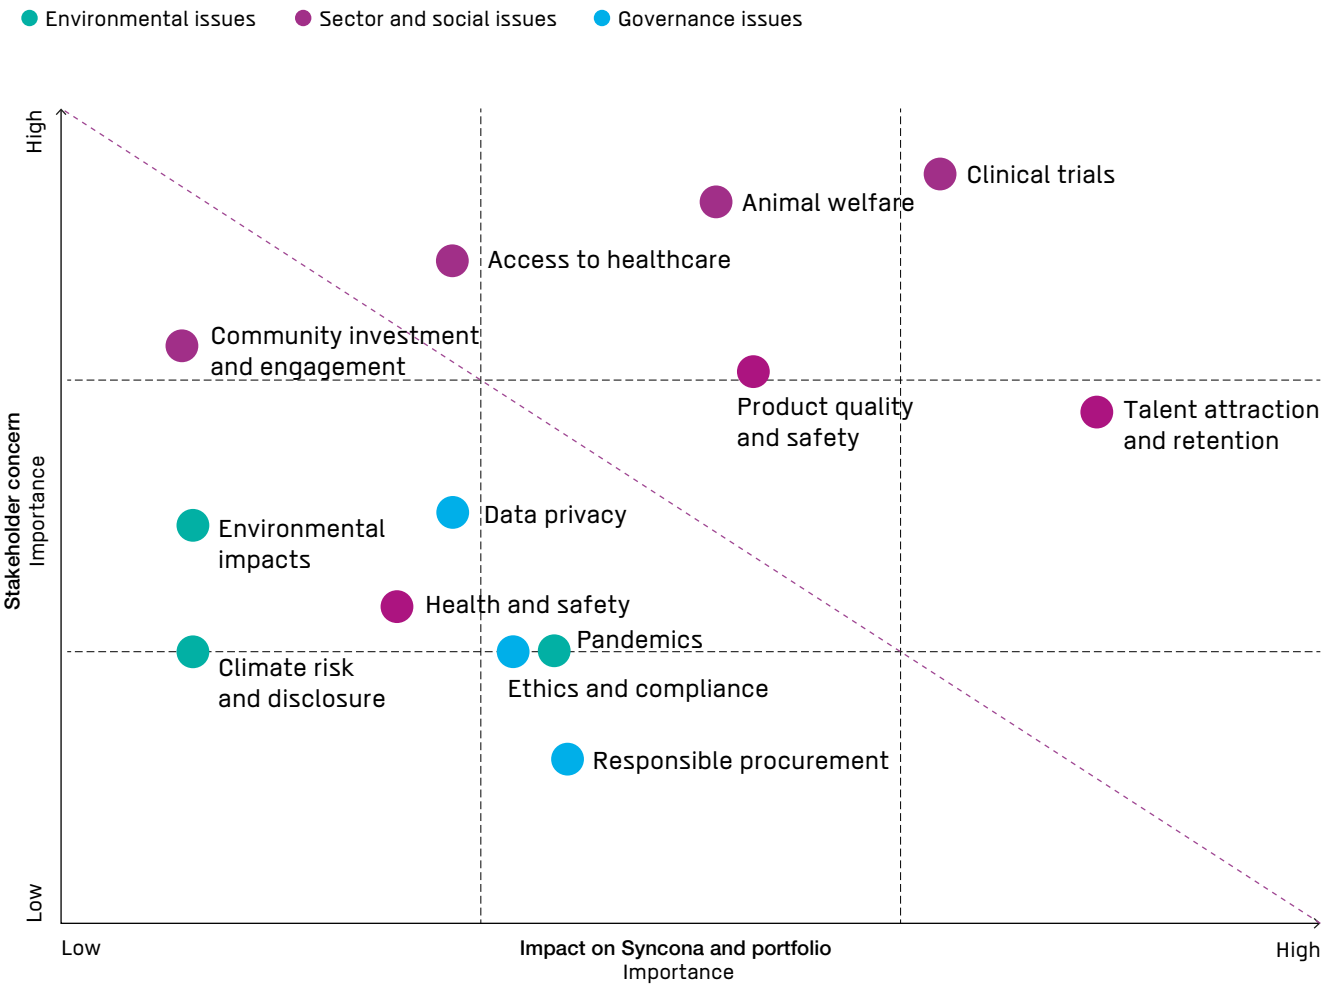 Environmental issues
Sector and social issues
Governance issues
High
Clinical trials
Animal welfare
Access to healthcare
Community investment
and engagement
Product quality
and safety
Talent attraction
and retention
Stakeholder concern
Importance
Environmental
impacts
Data privacy
Health and safety
Pandemics
Climate risk
and disclosure
Ethics and compliance
Responsible procurement
Low
Low
Impact on Syncona and portfolio
Importance
High